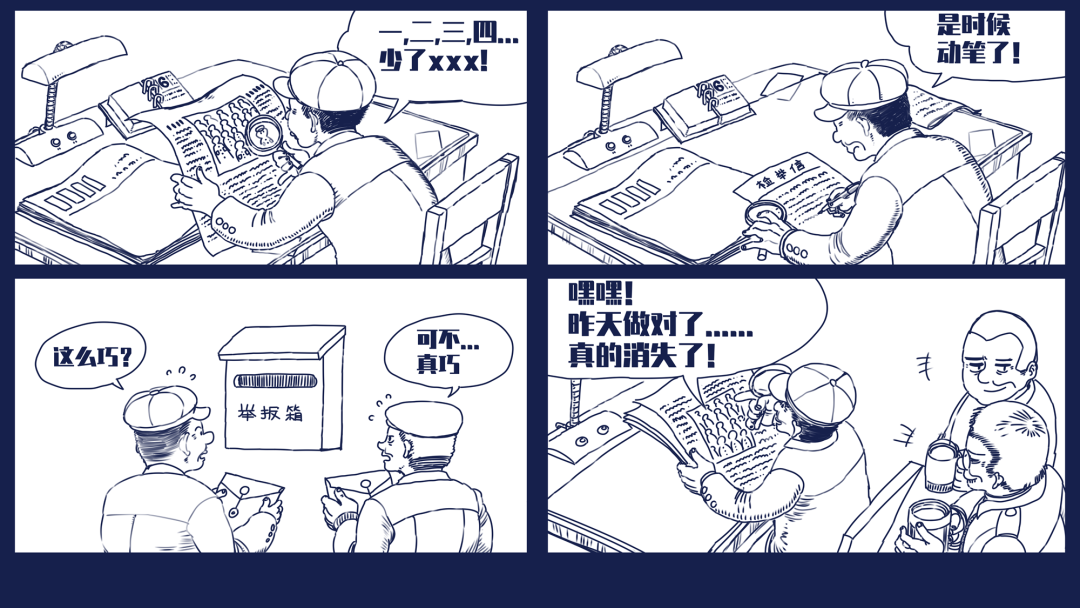 一,二,三,四...
少了xxx!
6
是时候
动笔了!
6
检举信
这么巧?
可不...
真巧
举报箱
嘿嘿!
昨天做对了......
真的消失了!